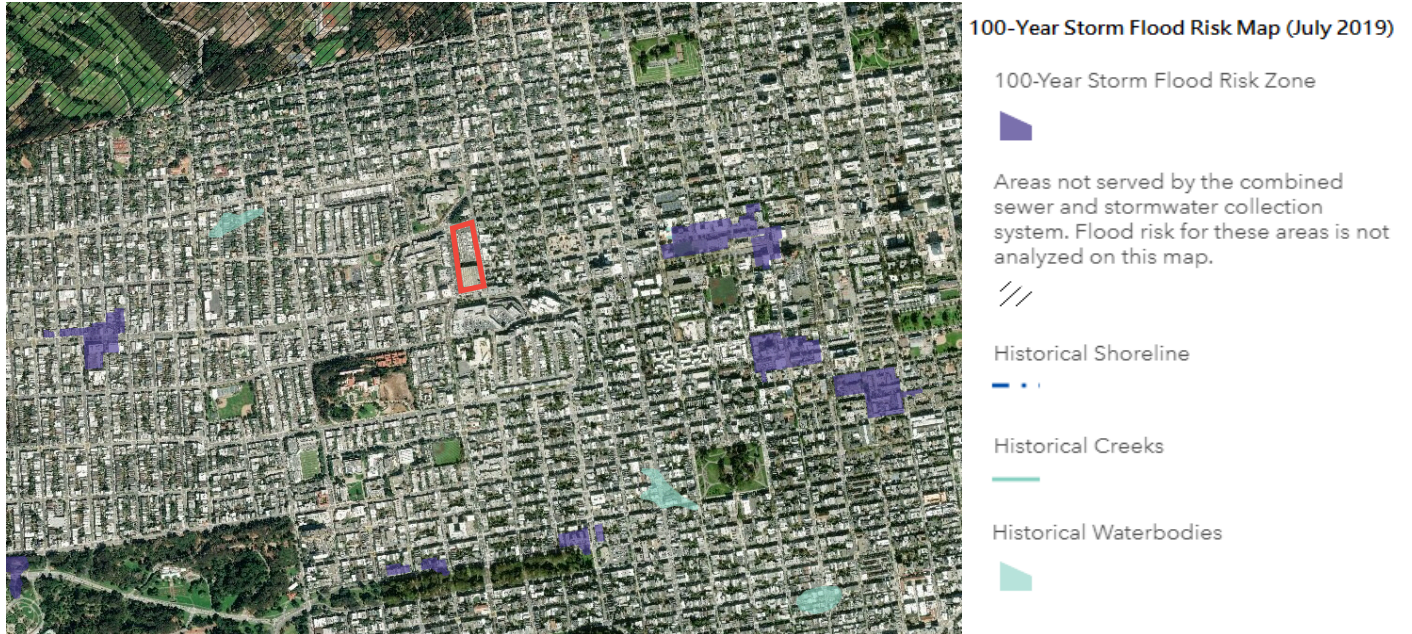 100-Year Storm Flood Risk Map (July 2019)
100-Year Storm Flood Risk Zone
Areas not served by the combined
sewer and stormwater collection
system. Flood risk for these areas is not
analyzed on this map.
Historical Shoreline
Historical Creeks
Historical Waterbodies